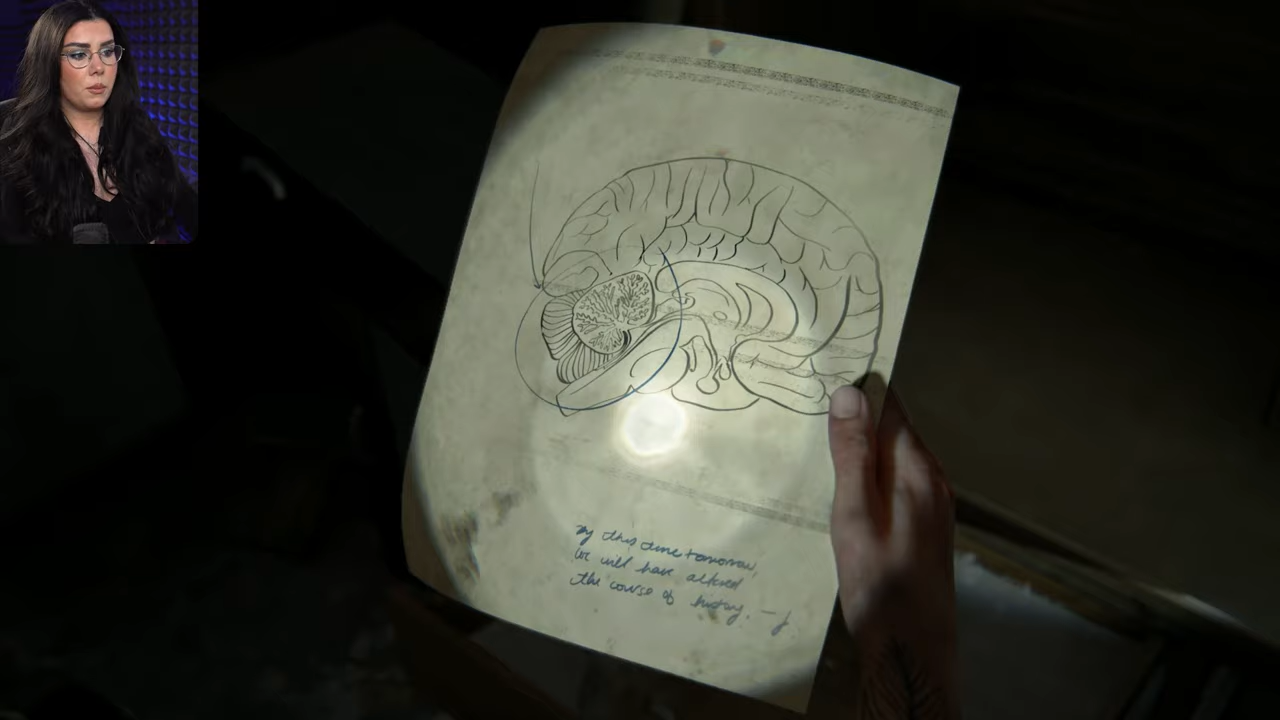 By this time tomorrow,
We will have altered
the course of history. – J